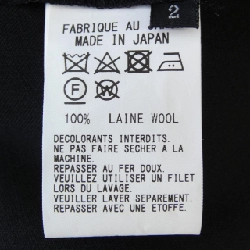 2
FABRIQUE AU
MADE IN JAPAN
F
100% LAINE WOOL
DECOLORANTS INTERDITS.
NE PAS FAIRE SECHER A LA
MACHINE.
REPASSER AU FER DOUX.
VEUILLEZ UTILISER UN FILET
LORS DU LAVAGE.
VEUILLEZ LAVER SEPAREMENT.
REPASSER AVEC UNE ETOFFE.